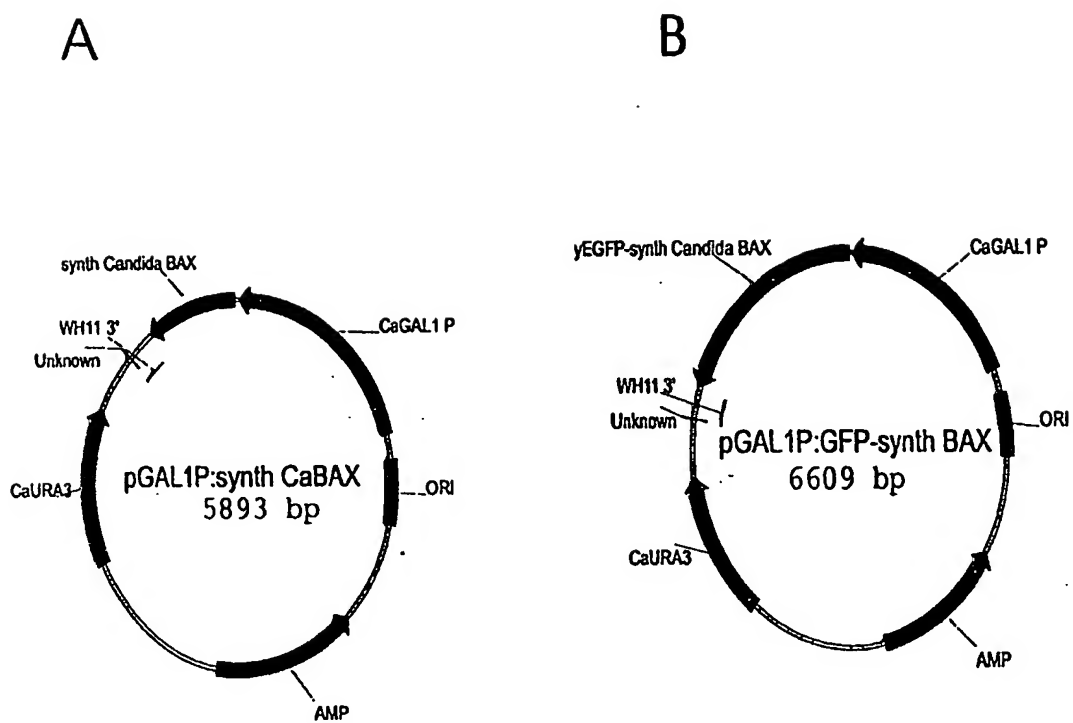 A
synth Candida BAX
WH11 3'
Unknown
CaGAL1 P
CaURA3
pGAL1P:synth CaBAX
5893 bp
ORI
AMP
B
yEGFP-synth Candida BAX
CaGAL1 P
WH11 3'
Unknown
pGAL1P:GFP-synth BAX
6609 bp
ORI
CaURA3
AMP